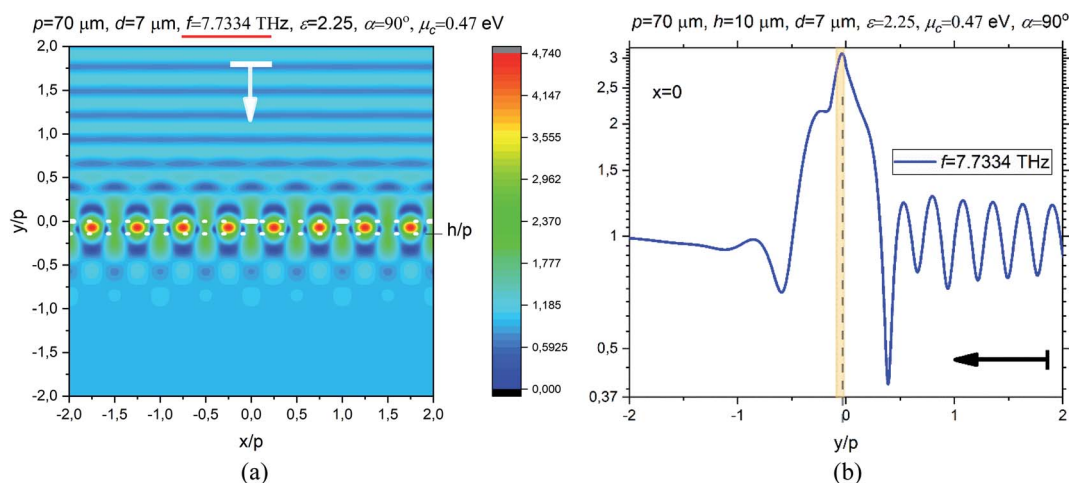 p=70 μm, d=7 μm, f=7.7334 THz, ε=2.25, α=90°, μc=0.47 eV
2,0
1,5
1,0
0,5
0,0
-0,5
-1,0
-1,5
-2,0
y/p
-2,0 -1,5 -1,0 -0,5 0,0 0,5 1,0 1,5 2,0
x/p
h/p
4,740
4,147
3,555
2,962
2,370
1,777
1,185
0,5925
0,000
(a)
p=70 μm, h=10 μm, d=7 μm, ε=2.25, μc=0.47 eV, α=90°
x=0
f=7.7334 THz
3
2,5
2
1,5
1
0,5
0,37
-2 -1 0 1 2
y/p
(b)